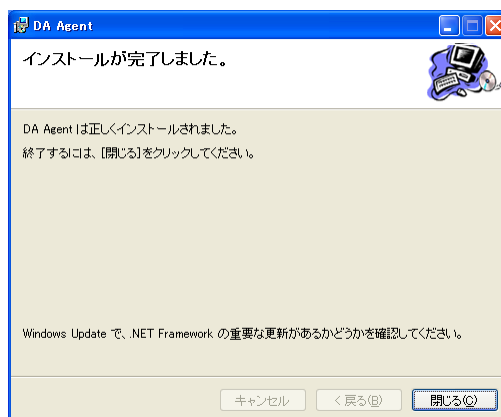 DA Agent
インストールが完了しました。
DA Agent は正しくインストールされました。
終了するには、[閉じる]をクリックしてください。
Windows Update で、.NET Framework の重要な更新があるかどうかを確認してください。
キャンセル
< 戻る(B)
閉じる(C)